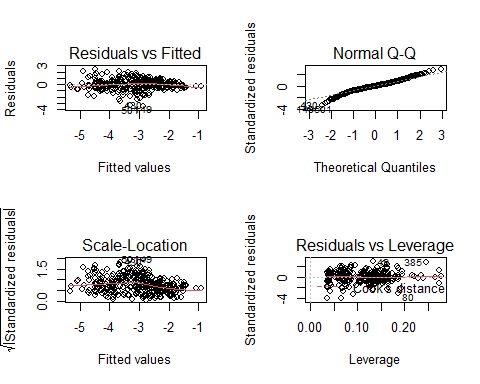 Residuals vs Fitted
Residuals
3
-4
-5 -4 -3 -2 -1
Fitted values
Normal Q-Q
Standardized residuals
0
-4
-3 -2 -1 0 1 2 3
Theoretical Quantiles
Scale-Location
√|Standardized residuals|
1.5
0.0
-5 -4 -3 -2 -1
Fitted values
Residuals vs Leverage
Standardized residuals
0
-4
385
Cook's distance
80
0.00 0.10 0.20
Leverage